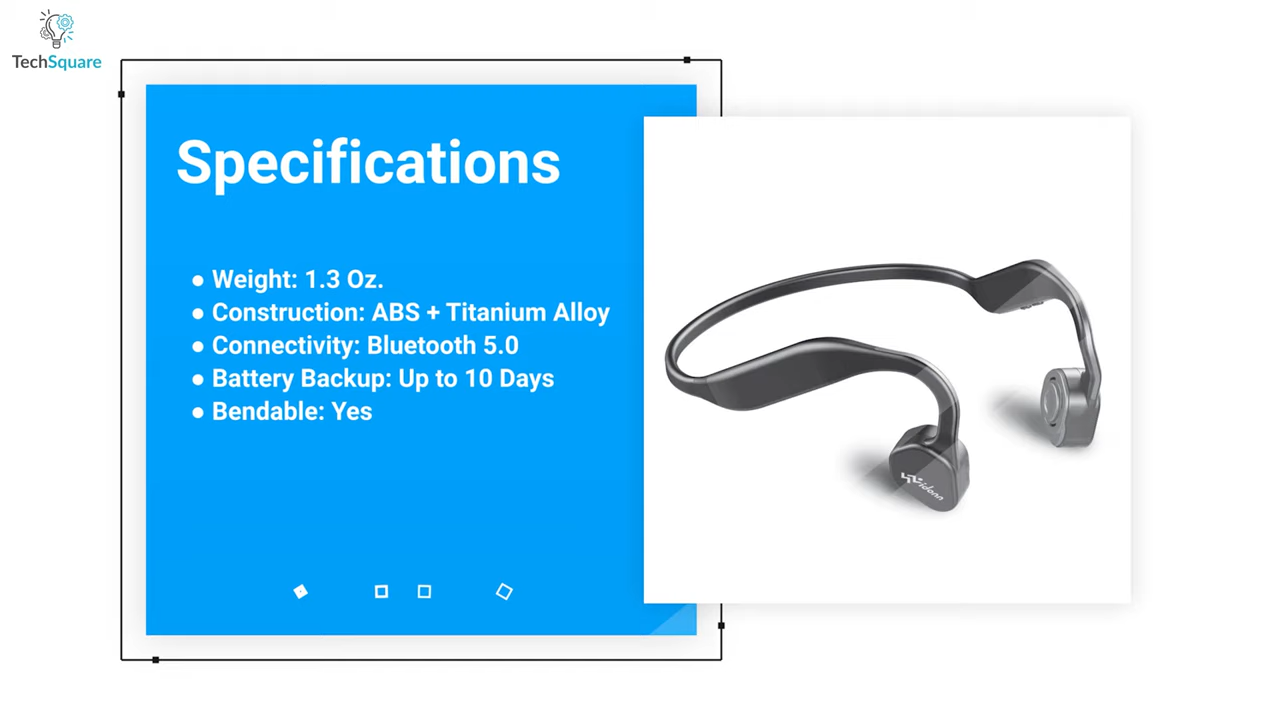 TechSquare
Specifications
● Weight: 1.3 Oz.
● Construction: ABS + Titanium Alloy
● Connectivity: Bluetooth 5.0
● Battery Backup: Up to 10 Days
● Bendable: Yes
Vidonn